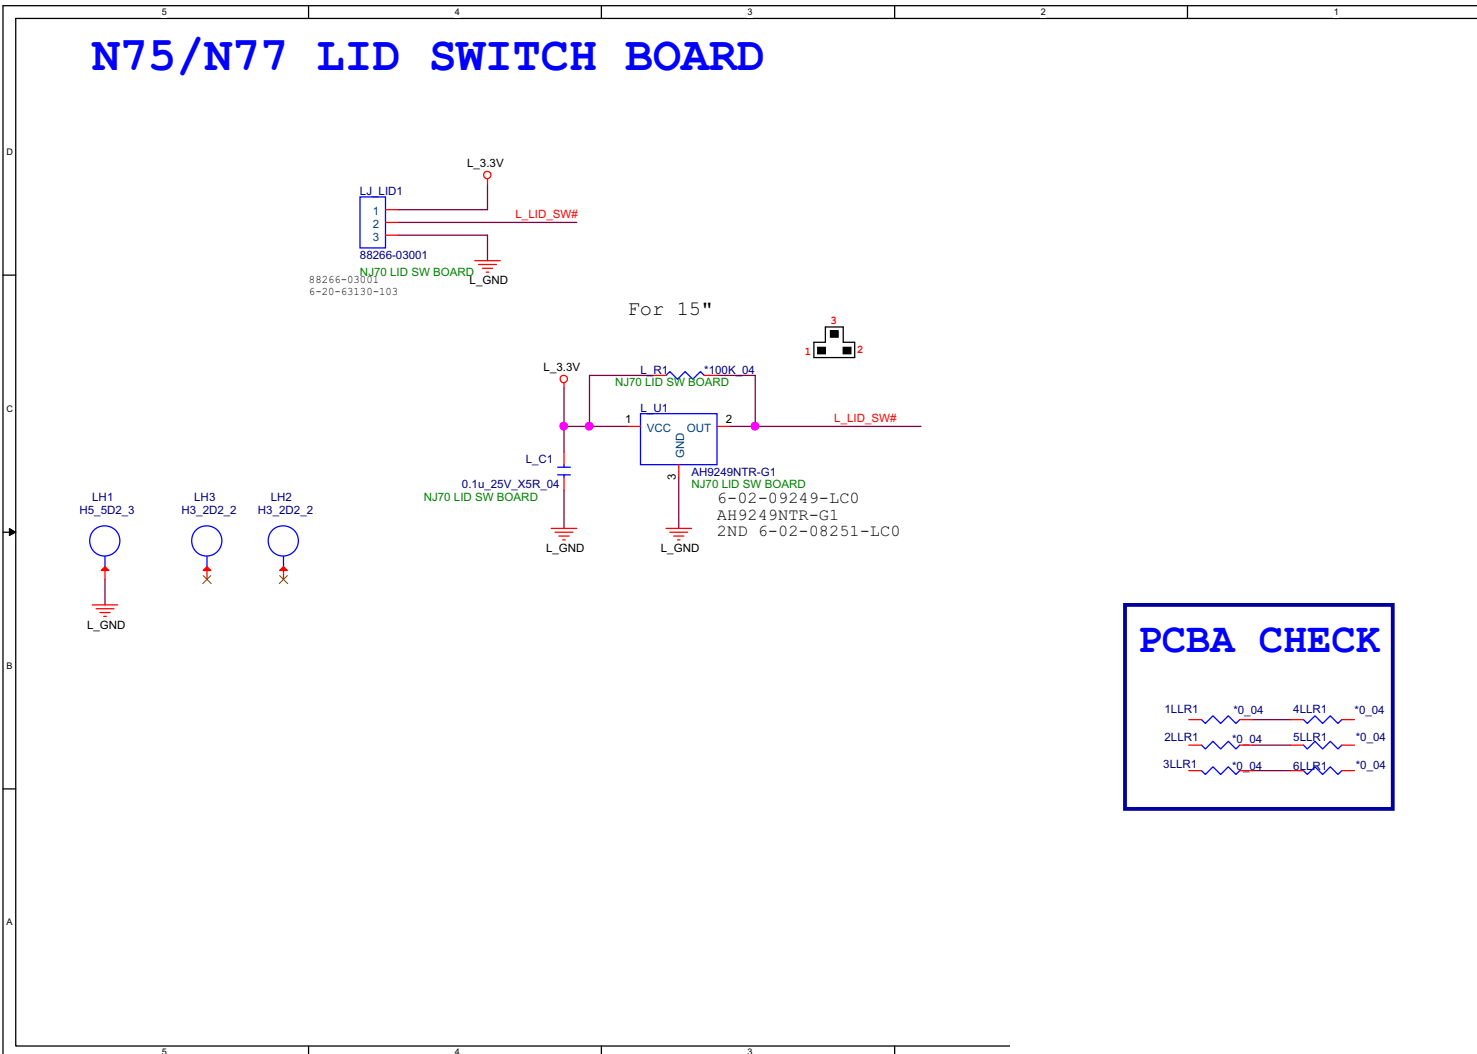 5 4 3 2 1
N75/N77 LID SWITCH BOARD
D
L_3.3V
LJ_LID1
1
2
3
L_LID_SW#
88266-03001
NJ70 LID SW BOARD
L_GND
88266-03001
6-20-63130-103
For 15"
3
1 2
L_3.3V
L_R1 *100K_04
NJ70 LID SW BOARD
C
L_U1
1 VCC OUT 2
GND
3
L_LID_SW#
L_C1
0.1u_25V_X5R_04
NJ70 LID SW BOARD
AH9249NTR-G1
NJ70 LID SW BOARD
6-02-09249-LC0
AH9249NTR-G1
2ND 6-02-08251-LC0
L_GND
L_GND
LH1
H5_5D2_3
LH3
H3_2D2_2
LH2
H3_2D2_2
L_GND
B
PCBA CHECK
1LLR1 *0_04 4LLR1 *0_04
2LLR1 *0_04 5LLR1 *0_04
3LLR1 *0_04 6LLR1 *0_04
A
5 4 3